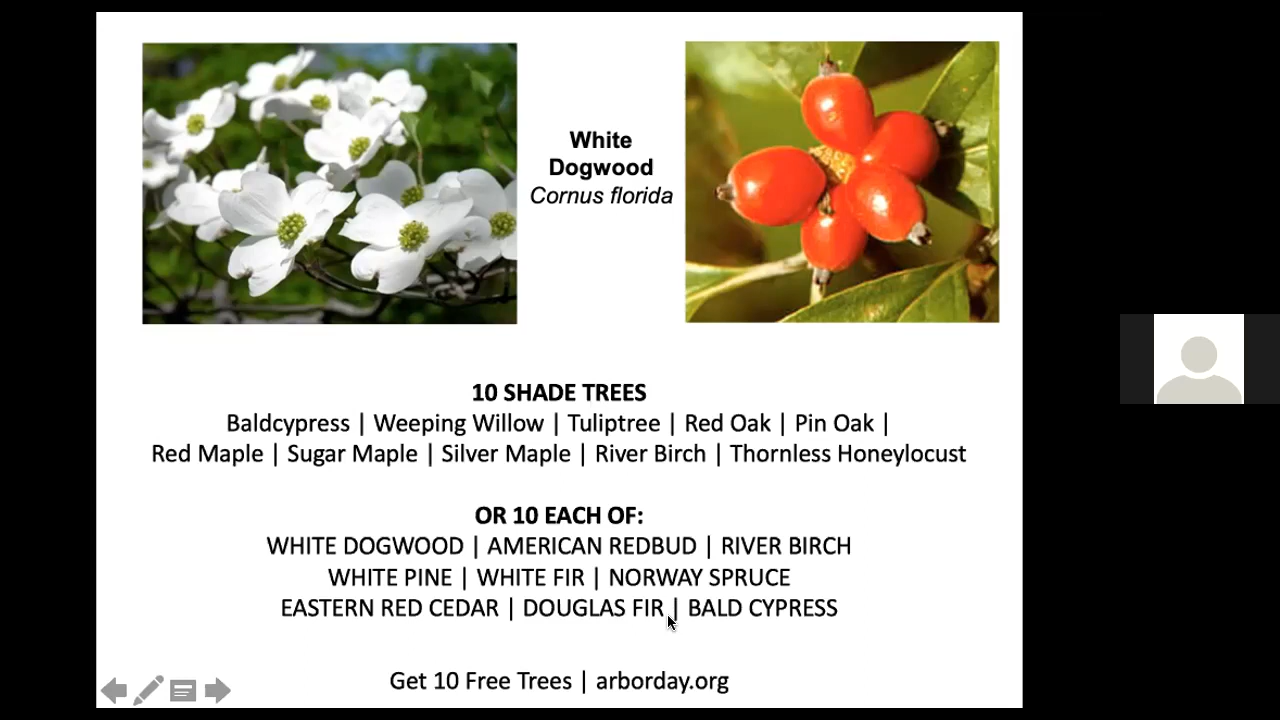 White
Dogwood
Cornus florida
10 SHADE TREES
Baldcypress | Weeping Willow | Tuliptree | Red Oak | Pin Oak |
Red Maple | Sugar Maple | Silver Maple | River Birch | Thornless Honeylocust
OR 10 EACH OF:
WHITE DOGWOOD | AMERICAN REDBUD | RIVER BIRCH
WHITE PINE | WHITE FIR | NORWAY SPRUCE
EASTERN RED CEDAR | DOUGLAS FIR | BALD CYPRESS
Get 10 Free Trees | arborday.org